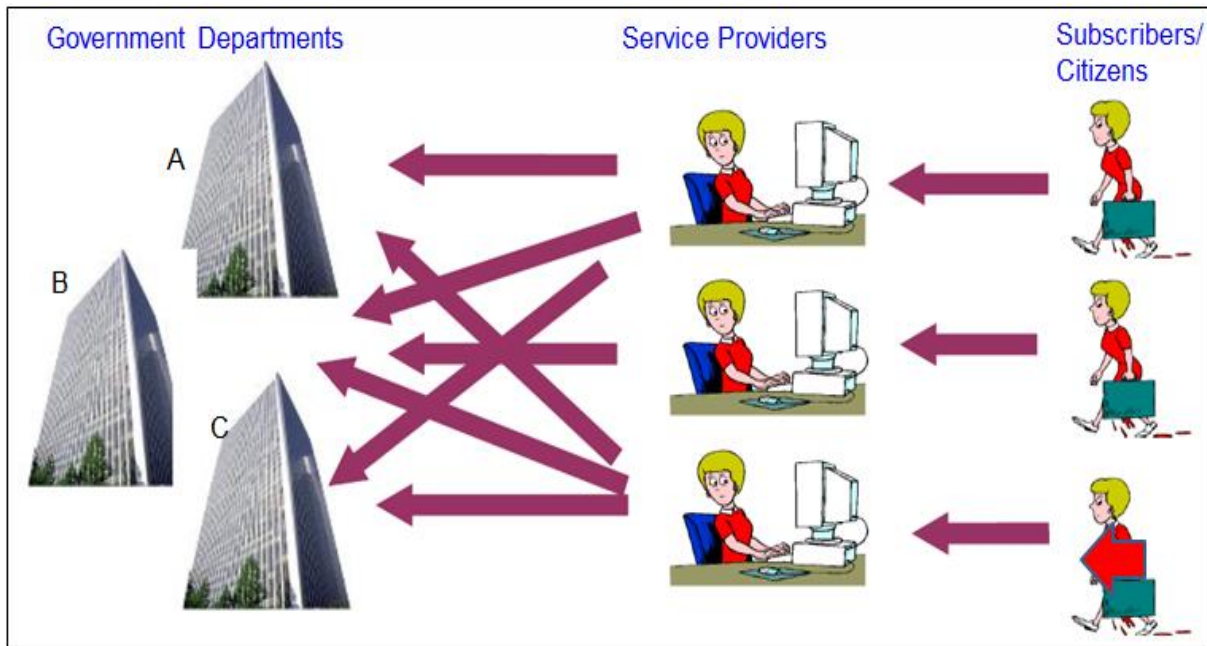 Government Departments
Service Providers
Subscribers/
Citizens
A
B
C